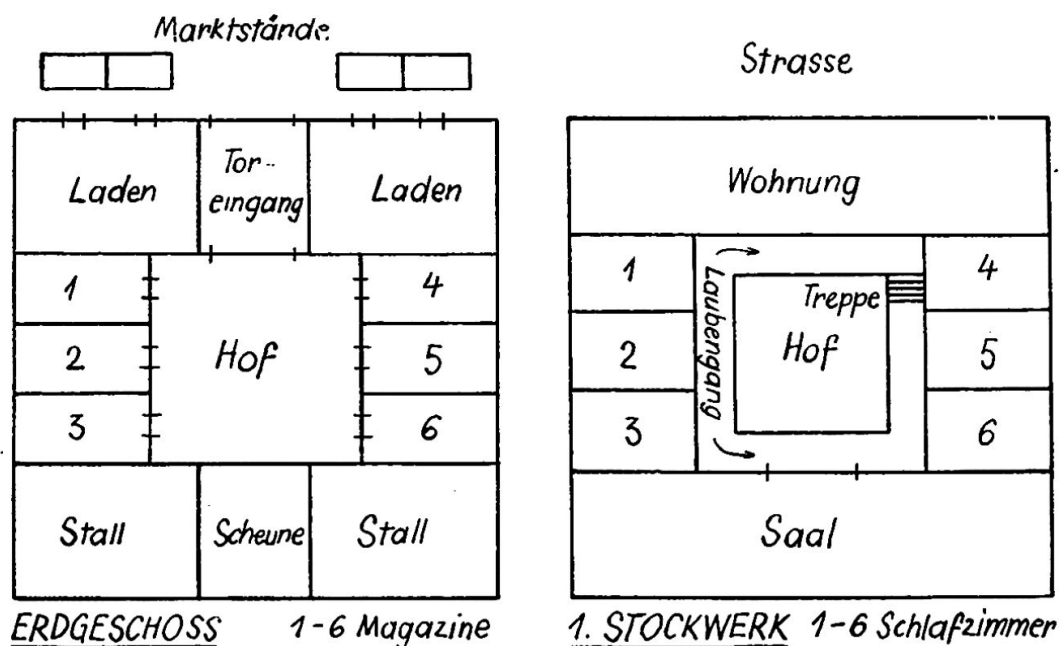 Marktstände.
Laden
Tor-
eingang
Laden
1
4
2
Hof
5
3
6
Stall
Scheune
Stall
ERDGESCHOSS
1-6 Magazine
Strasse
Wohnung
1
Laubengang
Treppe
4
2
Hof
5
3
6
Saal
1. STOCKWERK
1-6 Schlafzimmer